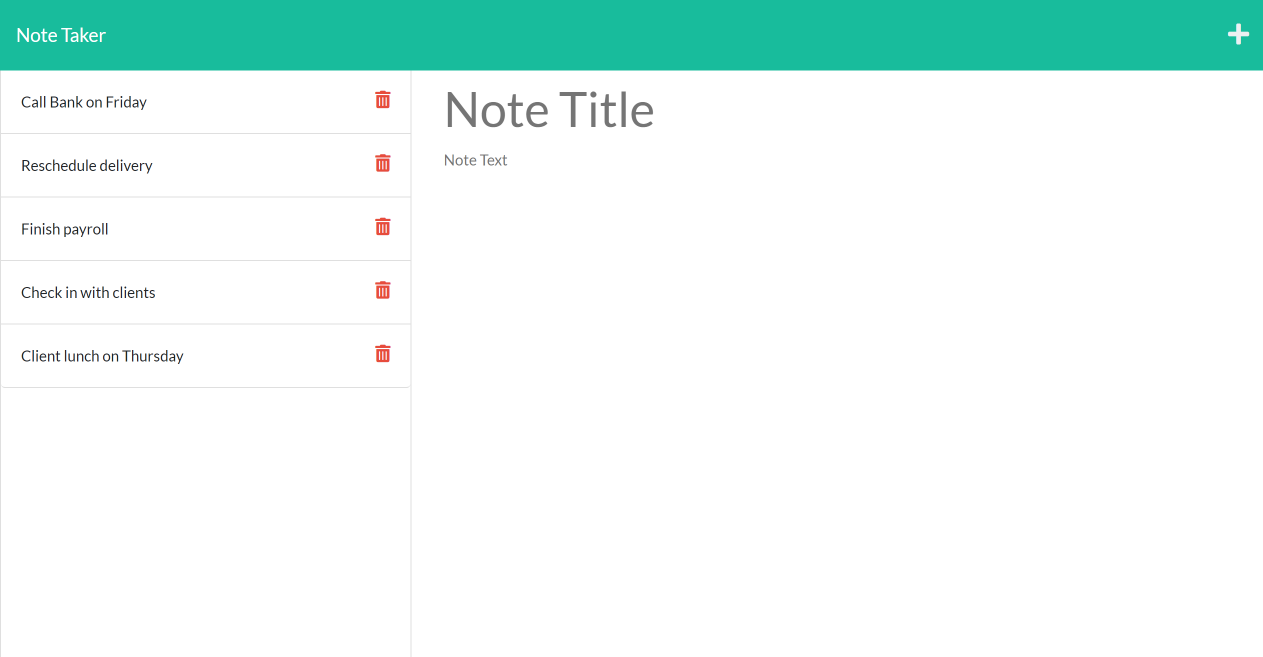 Note Taker
Call Bank on Friday
Reschedule delivery
Finish payroll
Check in with clients
Client lunch on Thursday
Note Title
Note Text